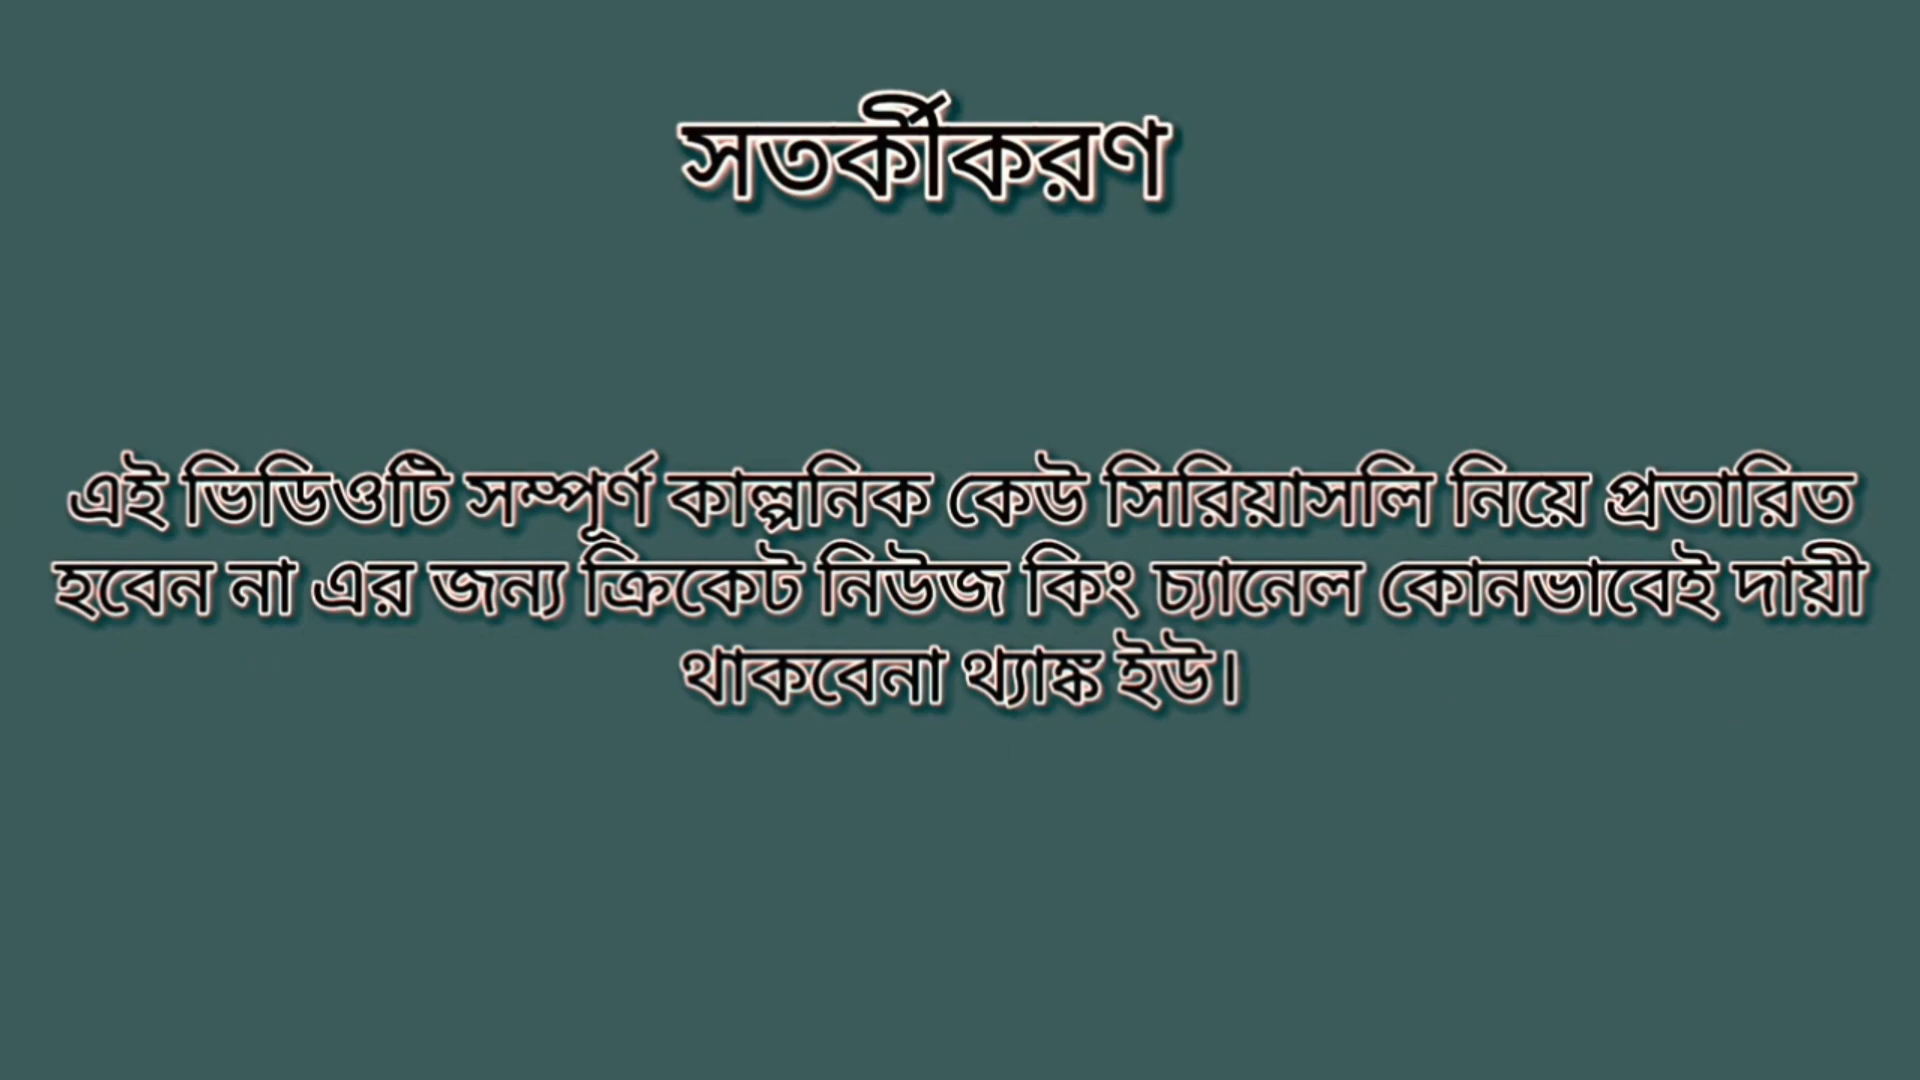 সতর্কীকরণ
এই ভিডিওটি সম্পূর্ণ কাল্পনিক কেউ সিরিয়াসলি নিয়ে প্রতারিত
হবেন না এর জন্য ক্রিকেট নিউজ কিং চ্যানেল কোনভাবেই দায়ী
থাকবেনা থ্যাঙ্ক ইউ।